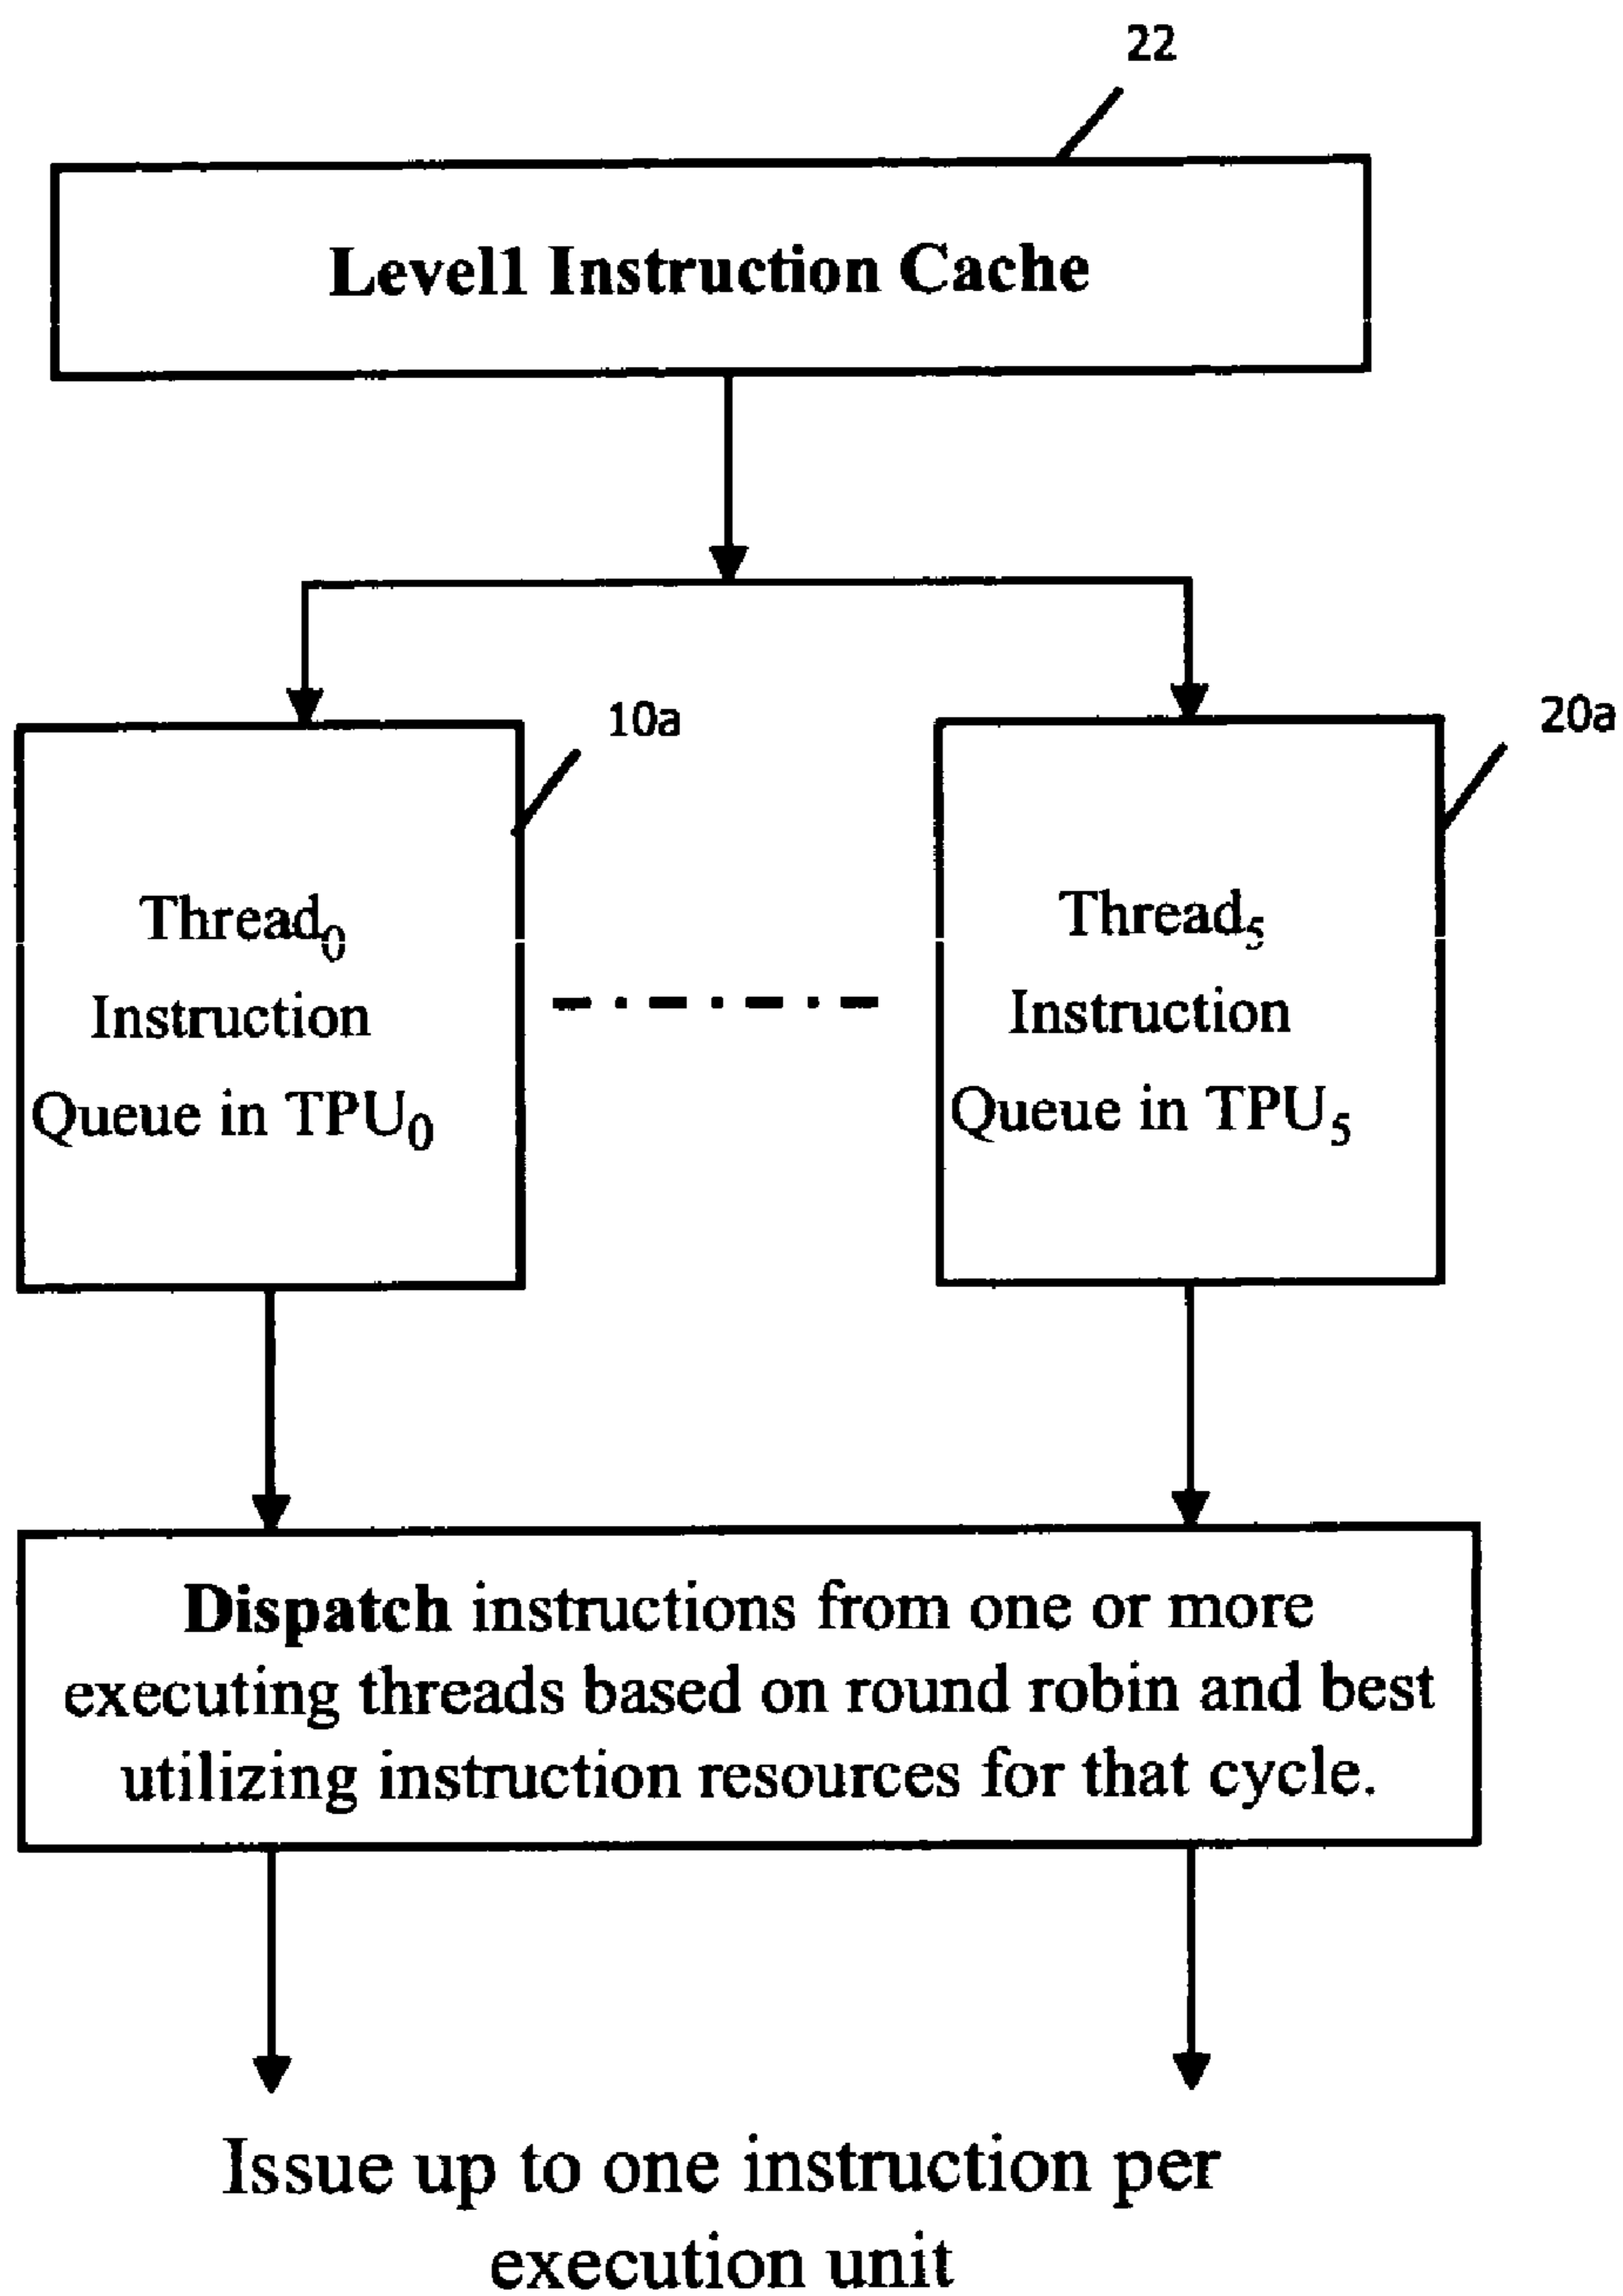 22
Level1 Instruction Cache
10a
20a
Thread₀
Instruction
Queue in TPU₀
Thread₅
Instruction
Queue in TPU₅
Dispatch instructions from one or more
executing threads based on round robin and best
utilizing instruction resources for that cycle.
Issue up to one instruction per
execution unit